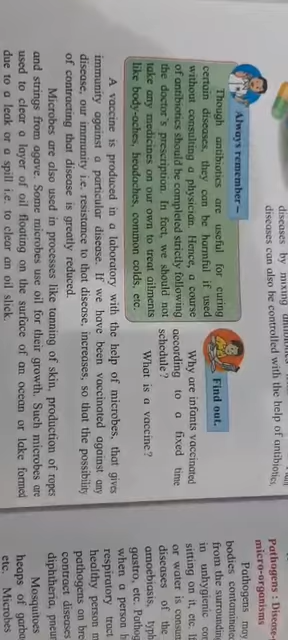 diseases by mixing
diseases can also be controlled with the help of antibiotics,
Always remember ~
Though antibiotics are useful for curing
certain diseases, they can be harmful if used
without consulting a physician. Hence, a course
of antibiotics should be completed strictly following
the doctor's prescription. In fact, we should not
take any medicines on our own to treat ailments
like body-aches, headaches, common colds, etc.
Find out.
Why are infants vaccinated
according to a fixed time
schedule?
What is a vaccine?
A vaccine is produced in a laboratory with the help of microbes, that gives
immunity against a particular disease. If we have been vaccinated against any
disease, our immunity i.e. resistance to that disease, increases, so that the possibility
of contracting that disease is greatly reduced.
Microbes are also used in processes like tanning of skin, production of ropes
and strings from agave. Some microbes use oil for their growth. Such microbes are
used to clear a layer of oil floating on the surface of an ocean or lake formed
due to a leak or a spill i.e. to clear an oil slick.
Pathogens : Disease-
micro-organisms
Pathogens may
bodies contaminat
from the surroundin
in unhygienic co
sitting on it, etc. If
or water is consu
diseases of the
amoebiasis, typh
gastro, etc. Pathog
when a person b
respiratory tract
healthy person m
pathogens on bre
contract diseases
diphtheria, pneu
Mosquitoes
heaps of garba
etc. Microbes